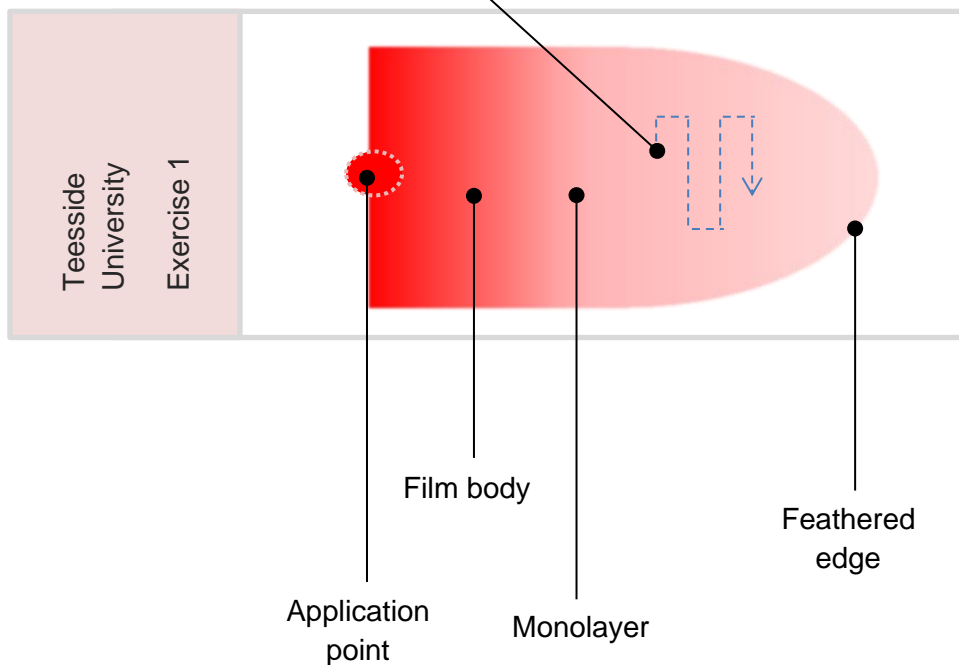 Teesside
University
Exercise 1
Film body
Feathered
edge
Application
point
Monolayer